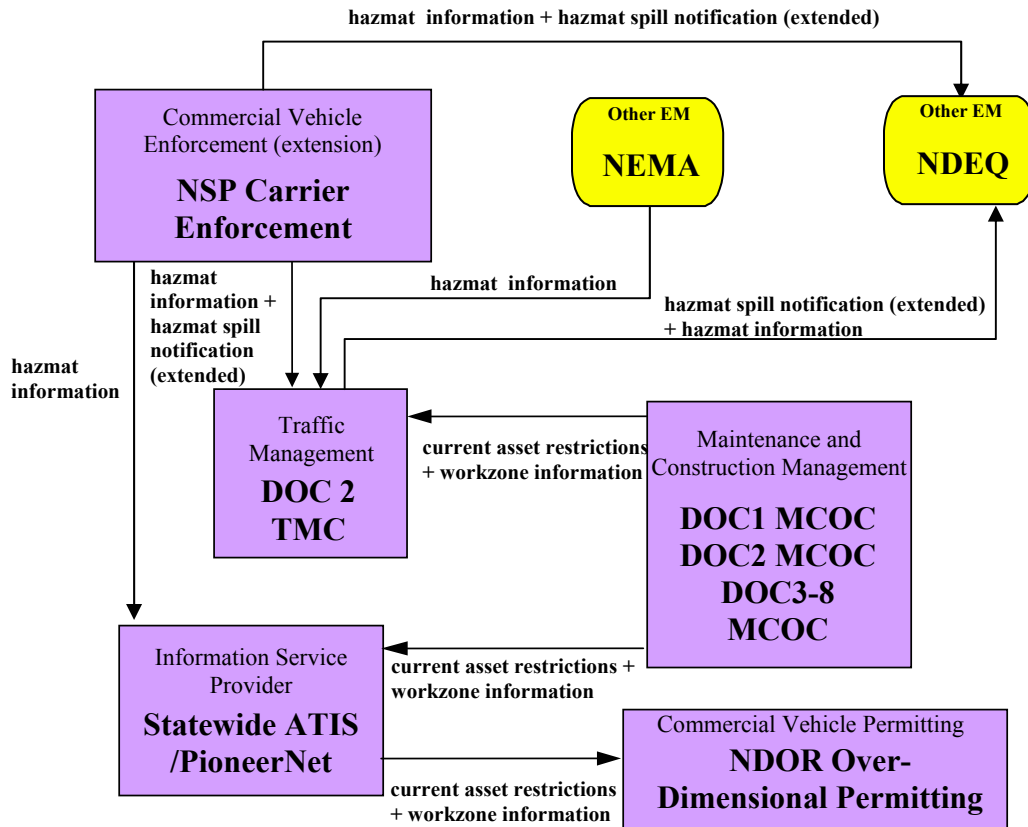 hazmat information + hazmat spill notification (extended)
Commercial Vehicle
Enforcement (extension)
NSP Carrier
Enforcement
Other EM
NEMA
Other EM
NDEQ
hazmat
information +
hazmat spill
notification
(extended)
hazmat information
hazmat spill notification (extended)
+ hazmat information
hazmat
information
Traffic
Management
DOC 2
TMC
current asset restrictions
+ workzone information
Maintenance and
Construction Management
DOC1 MCOC
DOC2 MCOC
DOC3-8
MCOC
Information Service
Provider
Statewide ATIS
/PioneerNet
current asset restrictions +
workzone information
Commercial Vehicle Permitting
NDOR Over-
Dimensional Permitting
current asset restrictions
+ workzone information